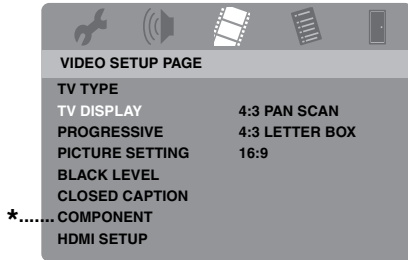 VIDEO SETUP PAGE
TV TYPE
TV DISPLAY 4:3 PAN SCAN
PROGRESSIVE 4:3 LETTER BOX
PICTURE SETTING 16:9
BLACK LEVEL
CLOSED CAPTION
*....... COMPONENT
HDMI SETUP